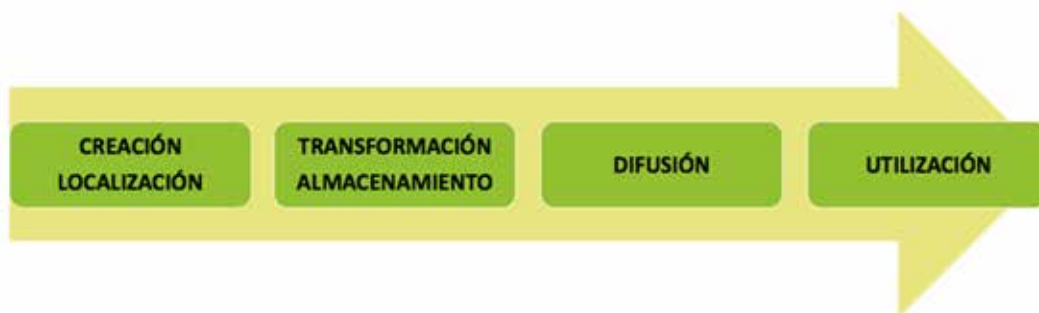 CREACIÓN
LOCALIZACIÓN
TRANSFORMACIÓN
ALMACENAMIENTO
DIFUSIÓN
UTILIZACIÓN